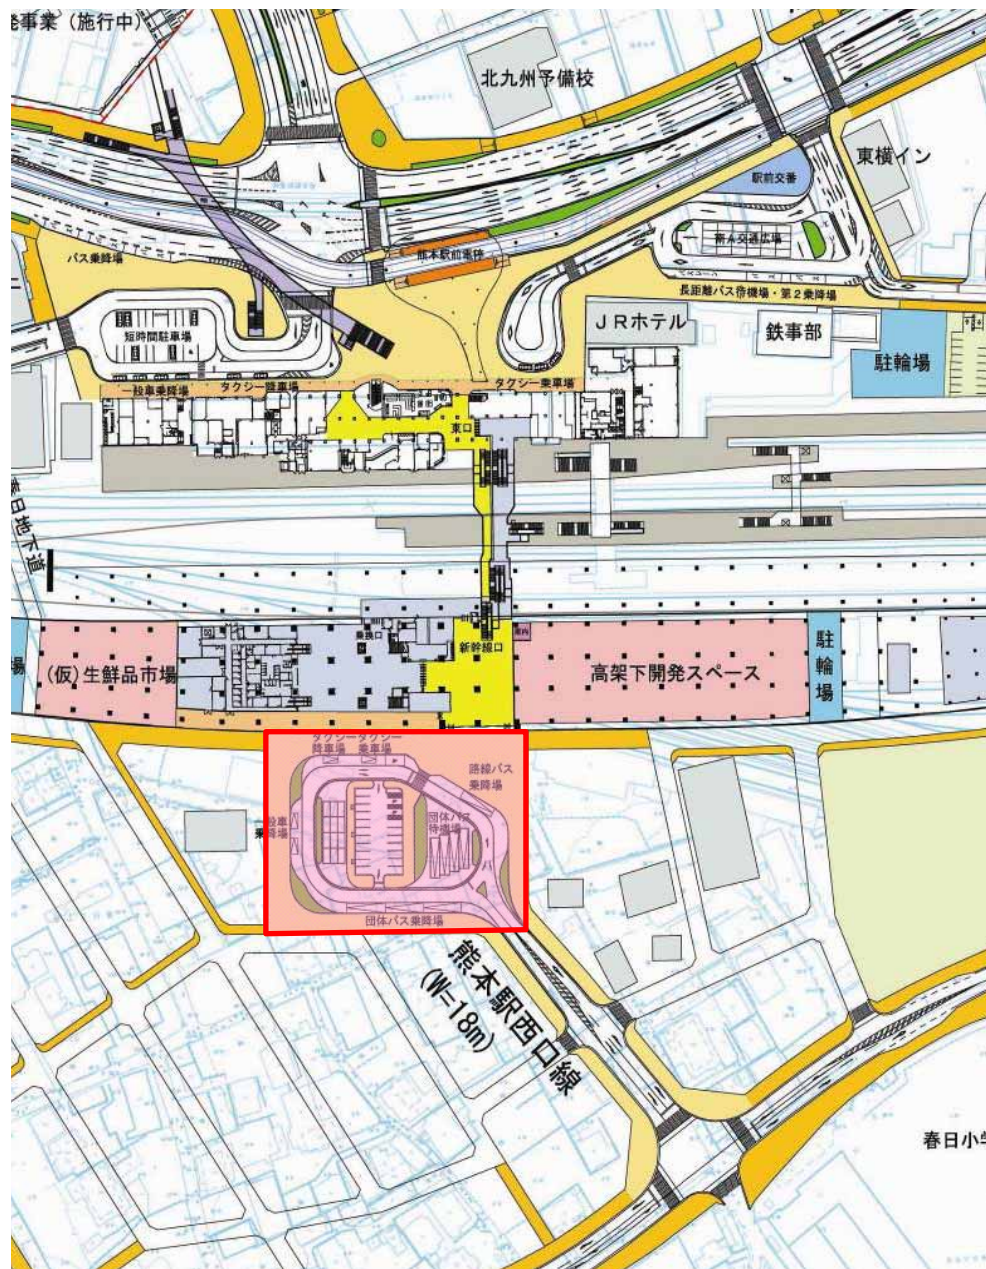 発事業（施行中）
北九州予備校
東横イン
駅前交番
バス乗降場
熊本駅前電停
長距離バス待機場・第2乗降場
短時間駐車場
JRホテル
鉄事部
駐輪場
一般車乗降場
タクシー降車場
タクシー乗車場
東口
春日地下道
乗換口
新幹線口
案内
場
(仮)生鮮品市場
高架下開発スペース
駐輪場
タクシー降車場
タクシー乗車場
路線バス
乗降場
一般車
乗降場
団体バス
待機場
団体バス乗降場
熊本駅西口線
(W=18m)
春日小学